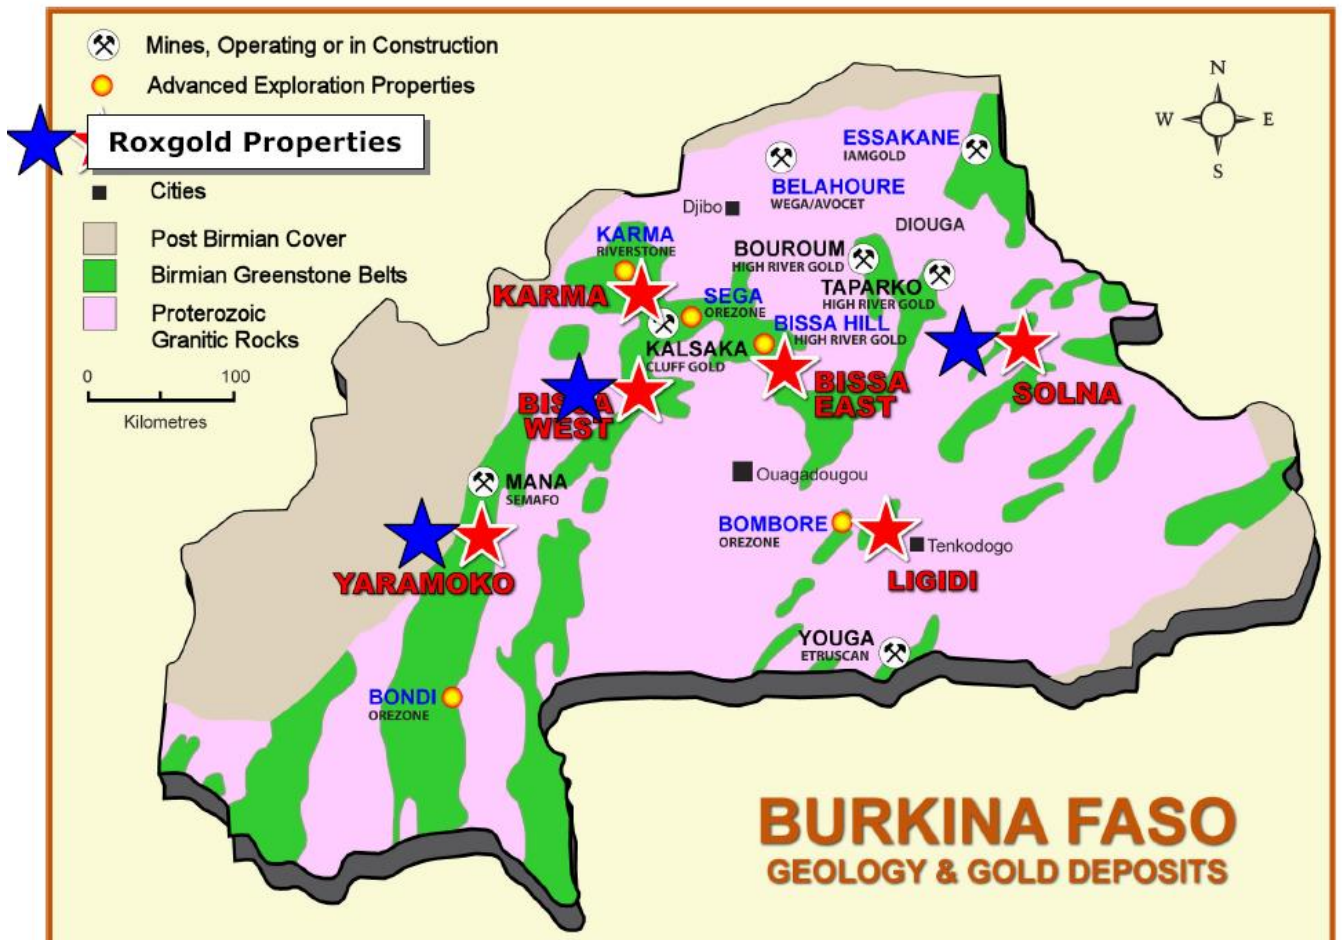 Mines, Operating or in Construction
Advanced Exploration Properties
Roxgold Properties
Cities
Post Birmian Cover
Birmian Greenstone Belts
Proterozoic
Granitic Rocks
0 100
Kilometres
N
W E
S
ESSAKANE
IAMGOLD
BELAHOURE
WEGA/AVOCET
Djibo
DIOUGA
KARMA
RIVERSTONE
BOUROUM
HIGH RIVER GOLD
TAPARKO
HIGH RIVER GOLD
KARMA
SEGA
OREZONE
BISSA HILL
HIGH RIVER GOLD
KALSAKA
CLUFF GOLD
BISSA
EAST
SOLNA
BISSA
WEST
Ouagadougou
MANA
SEMAFO
BOMBORE
OREZONE
Tenkodogo
YARAMOKO
LIGIDI
YOUGA
ETRUSCAN
BONDI
OREZONE
BURKINA FASO
GEOLOGY & GOLD DEPOSITS